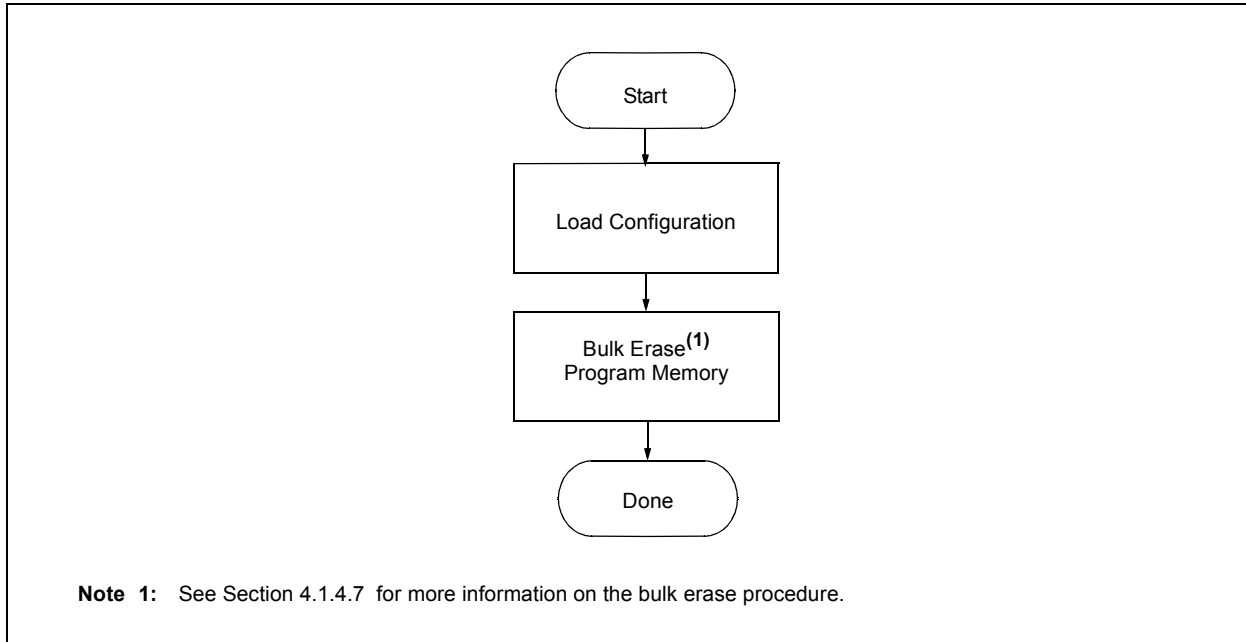 Start
Load Configuration
Bulk Erase(1)
Program Memory
Done
Note 1: See Section 4.1.4.7 for more information on the bulk erase procedure.